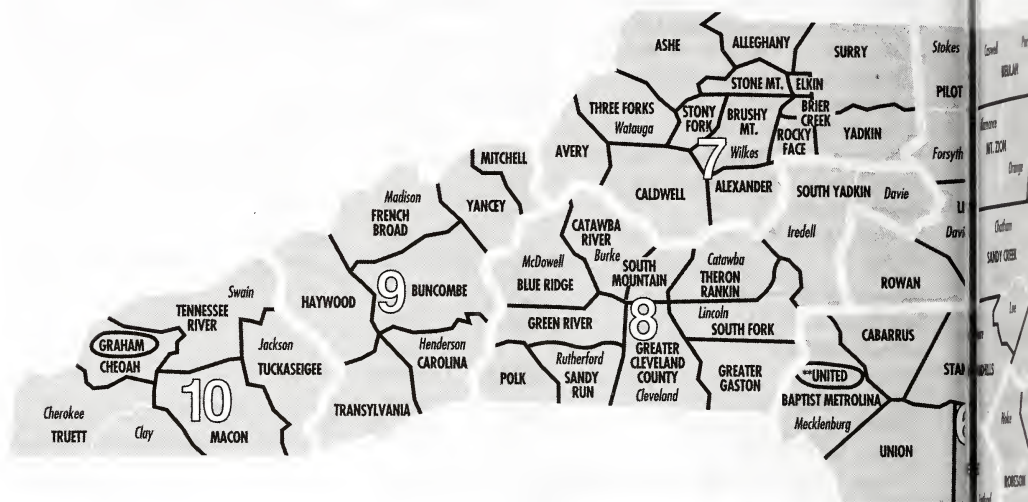 ASHE
ALLEGHANY
SURRY
Stokes
STONE MT.
ELKIN
PILOT
THREE FORKS
Watauga
STONY
FORK
BRUSHY
MT.
Wilkes
BRIER
CREEK
ROCKY
FACE
YADKIN
Forsyth
AVERY
7
MITCHELL
CALDWELL
ALEXANDER
SOUTH YADKIN
Davie
Madison
FRENCH
BROAD
YANCEY
CATAWBA
RIVER
Burke
Iredell
McDowell
BLUE RIDGE
SOUTH
MOUNTAIN
Catawba
THERON
RANKIN
ROWAN
Swain
TENNESSEE
RIVER
HAYWOOD
9
BUNCOMBE
GREEN RIVER
8
Lincoln
SOUTH FORK
CABARRUS
GRAHAM
CHEOAH
Jackson
TUCKASEIGEE
Henderson
CAROLINA
POLK
Rutherford
SANDY
RUN
GREATER
CLEVELAND
COUNTY
Cleveland
GREATER
GASTON
**UNITED
BAPTIST METROLINA
Mecklenburg
10
TRANSYLVANIA
Cherokee
TRUETT
Clay
MACON
UNION
MT. ZION
Orange
Chatham
SANDY CREEK
Lee
Hoke
ROBESON